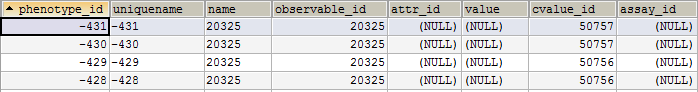 phenotype_id uniquename name observable_id attr_id value cvalue_id assay_id
-431 -431 20325 20325 (NULL) (NULL) 50757 (NULL)
-430 -430 20325 20325 (NULL) (NULL) 50757 (NULL)
-429 -429 20325 20325 (NULL) (NULL) 50756 (NULL)
-428 -428 20325 20325 (NULL) (NULL) 50756 (NULL)